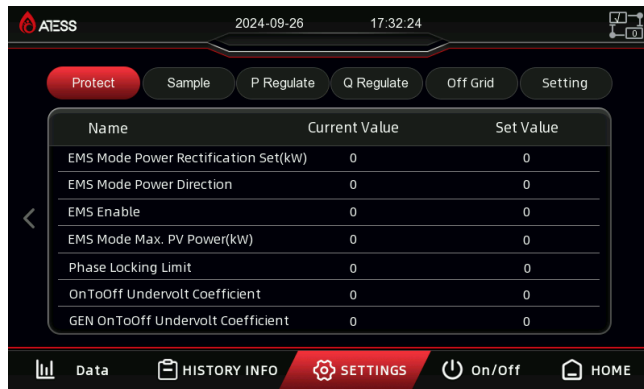 ATESS 2024-09-26 17:32:24
Protect Sample P Regulate Q Regulate Off Grid Setting
Name Current Value Set Value
EMS Mode Power Rectification Set(kW) 0 0
EMS Mode Power Direction 0 0
EMS Enable 0 0
EMS Mode Max. PV Power(kW) 0 0
Phase Locking Limit 0 0
OnToOff Undervolt Coefficient 0 0
GEN OnToOff Undervolt Coefficient 0 0
Data HISTORY INFO SETTINGS On/Off HOME